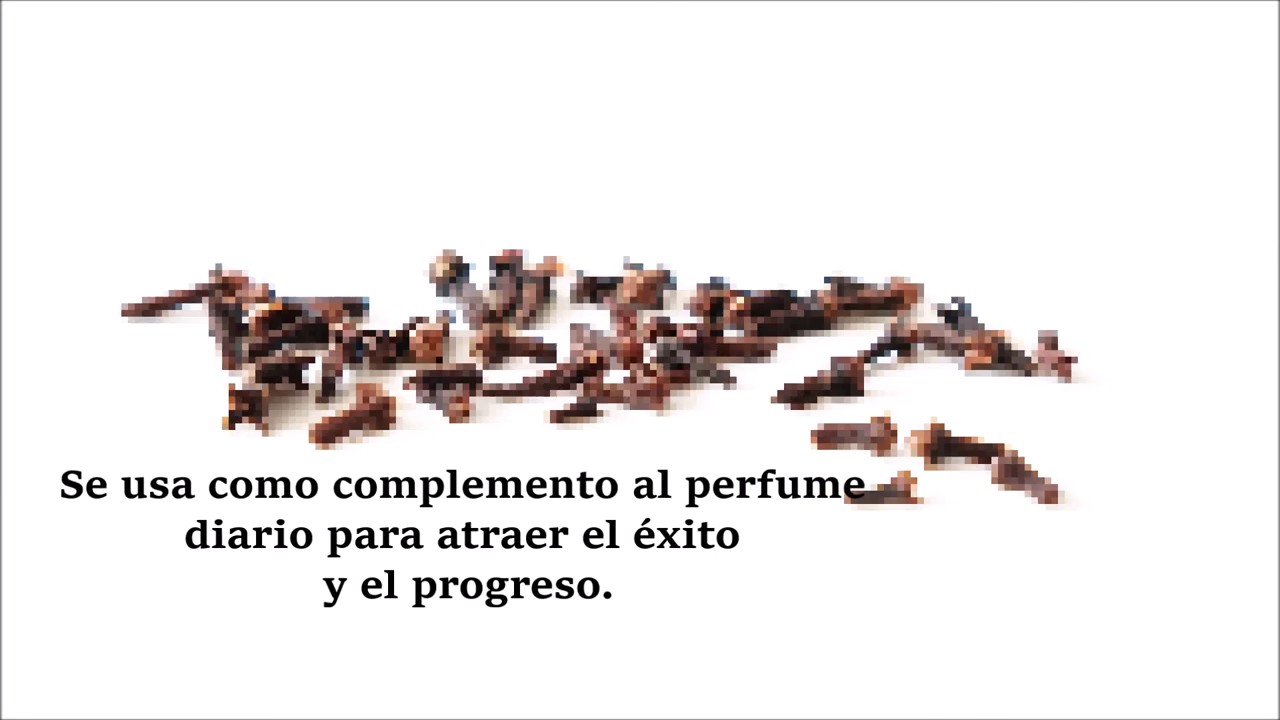 Se usa como complemento al perfume
diario para atraer el éxito
y el progreso.